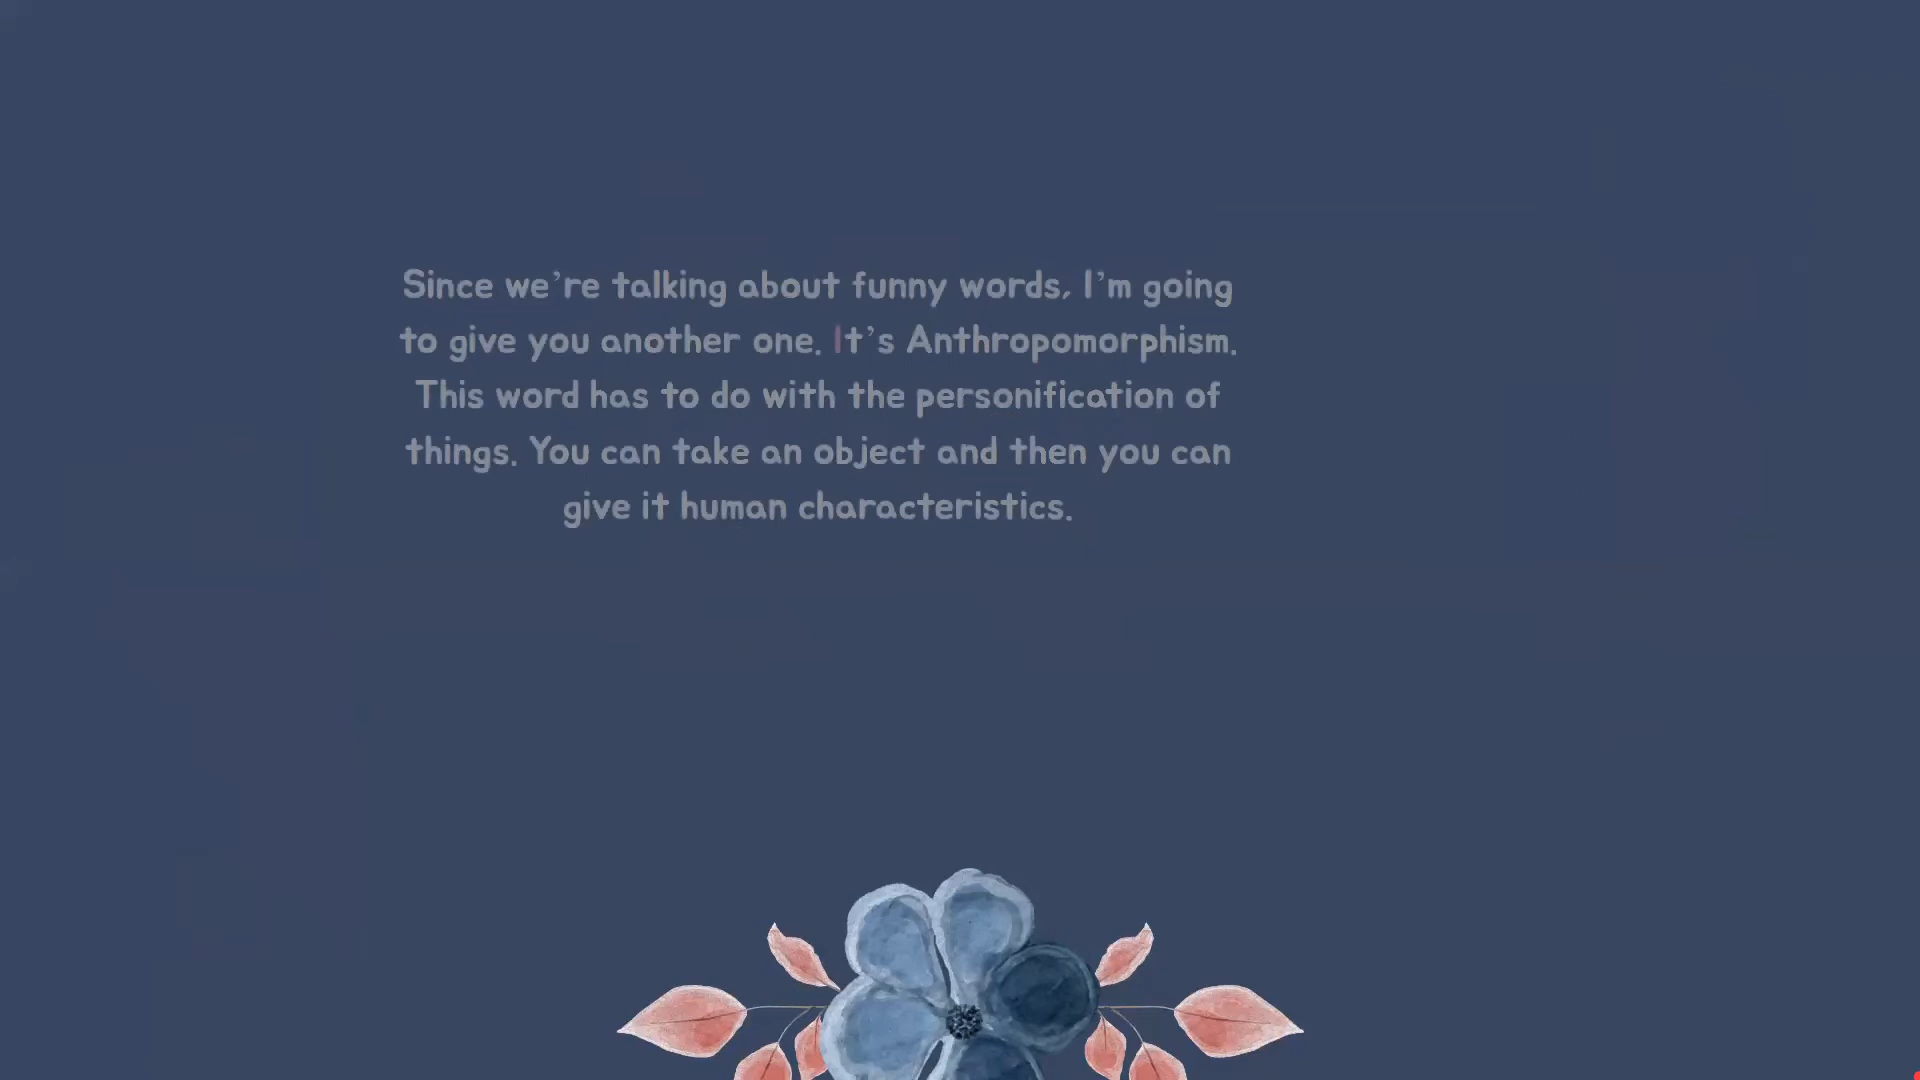 Since we’re talking about funny words, I’m going
to give you another one. It’s Anthropomorphism.
This word has to do with the personification of
things. You can take an object and then you can
give it human characteristics.